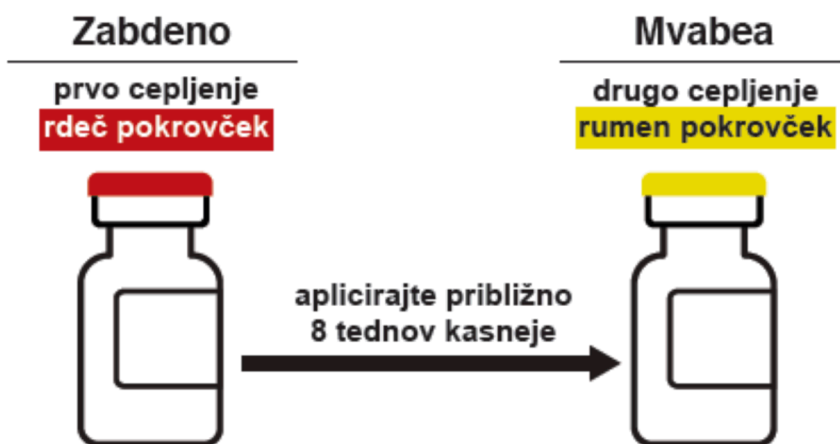 Zabdeno
prvo cepljenje
rdeč pokrovček
Mvabea
drugo cepljenje
rumen pokrovček
aplicirajte približno
8 tednov kasneje